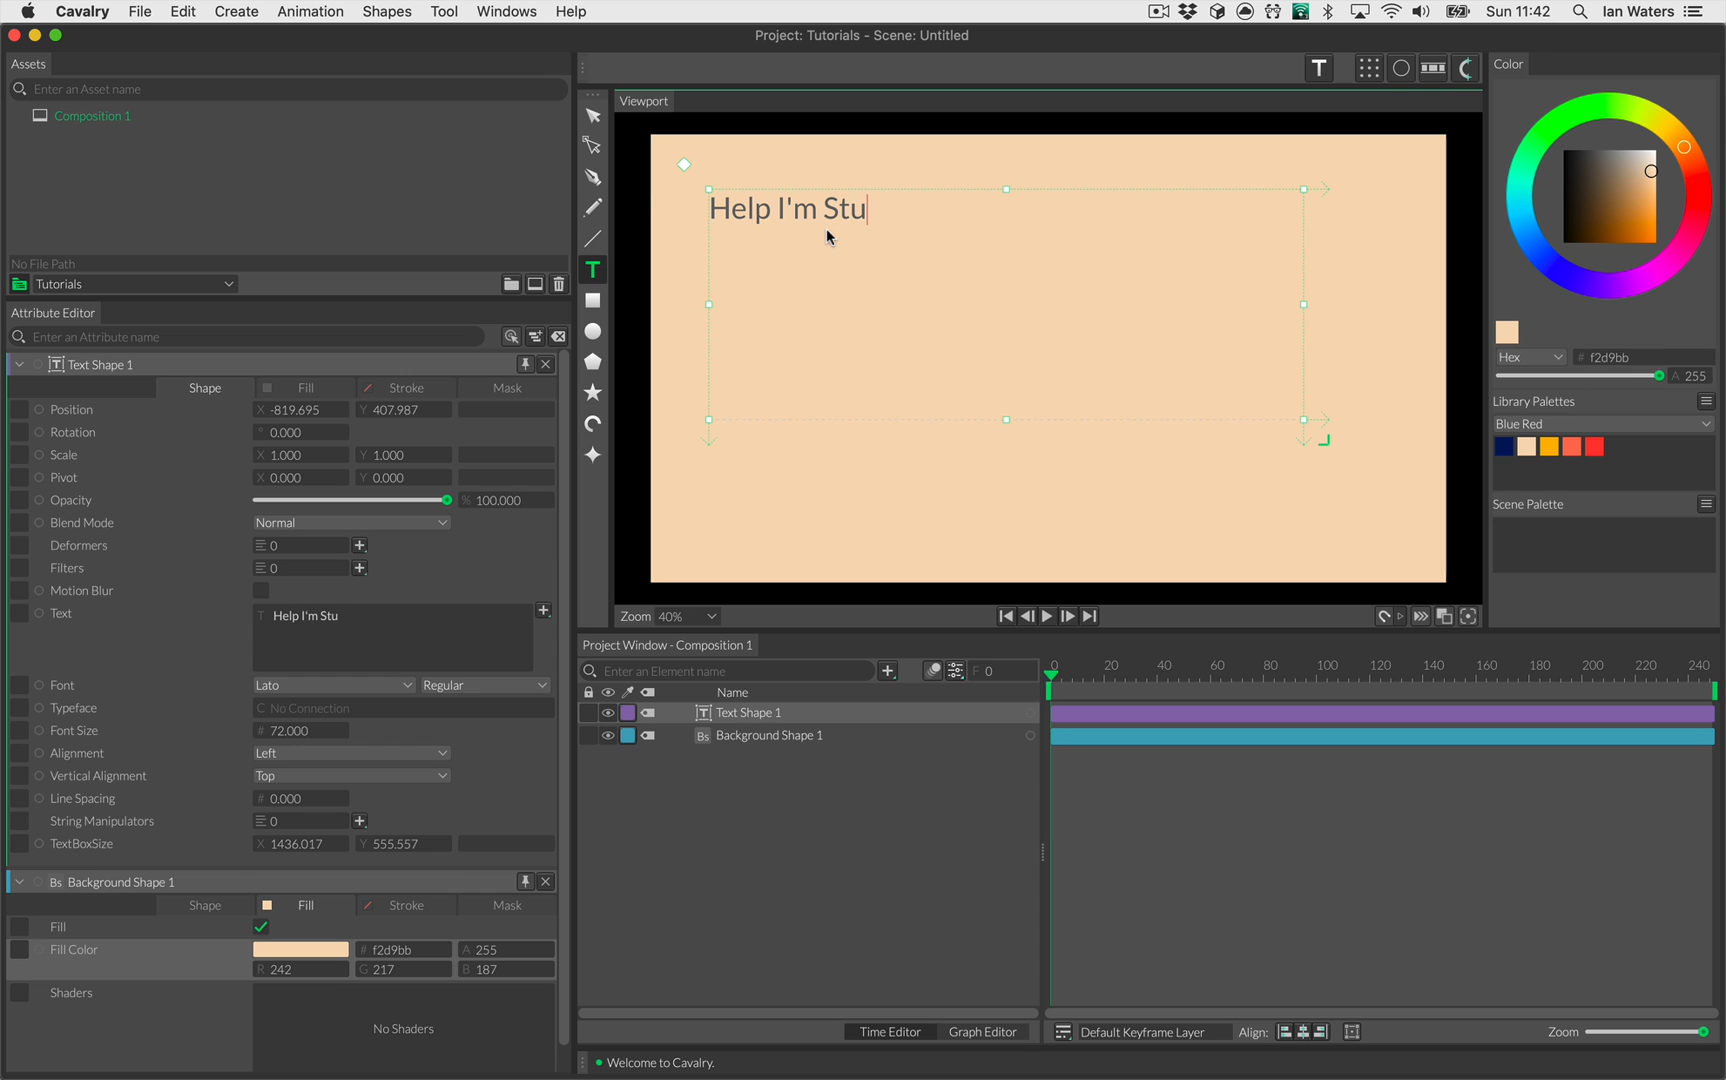 Cavalry File Edit Create Animation Shapes Tool Windows Help Sun 11:42 Ian Waters
Project: Tutorials - Scene: Untitled
Assets
Enter an Asset name
Composition 1
No File Path
Tutorials
Attribute Editor
Enter an Attribute name
Text Shape 1
Shape Fill Stroke Mask
Position X -819.695 Y 407.987
Rotation ° 0.000
Scale X 1.000 Y 1.000
Pivot X 0.000 Y 0.000
Opacity % 100.000
Blend Mode Normal
Deformers 0
Filters 0
Motion Blur
Text T Help I'm Stu
Font Lato Regular
Typeface C No Connection
Font Size # 72.000
Alignment Left
Vertical Alignment Top
Line Spacing # 0.000
String Manipulators 0
TextBoxSize X 1436.017 Y 555.557
Bs Background Shape 1
Shape Fill Stroke Mask
Fill
Fill Color # f2d9bb A 255
R 242 G 217 B 187
Shaders
No Shaders
T
Viewport
T
Help I'm Stu
Zoom 40%
Project Window - Composition 1
Enter an Element name F 0
0 20 40 60 80 100 120 140 160 180 200 220 240
Name
T Text Shape 1
Bs Background Shape 1
Time Editor Graph Editor Default Keyframe Layer Align: Zoom
Welcome to Cavalry.
Color
Hex # f2d9bb
A 255
Library Palettes
Blue Red
Scene Palette